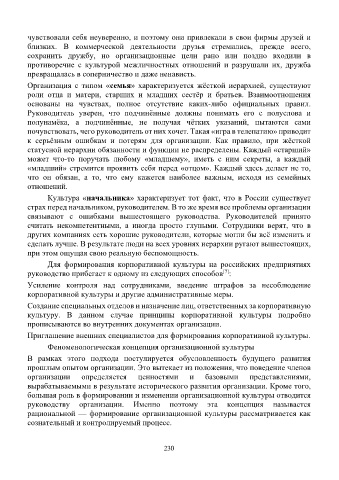 чувствовали себя неуверенно, и поэтому они привлекали в свои фирмы друзей и
близких. В коммерческой деятельности друзья стремились, прежде всего,
сохранить дружбу, но организационные цели рано или поздно входили в
противоречие с культурой межличностных отношений и разрушали их, дружба
превращалась в соперничество и даже ненависть.
Организация с типом «семья» характеризуется жёсткой иерархией, существуют
роли отца и матери, старших и младших сестёр и братьев. Взаимоотношения
основаны на чувствах, полное отсутствие каких-либо официальных правил.
Руководитель уверен, что подчинённые должны понимать его с полуслова и
полунамёка, а подчинённые, не получая чётких указаний, пытаются сами
почувствовать, чего руководитель от них хочет. Такая «игра в телепатию» приводит
к серьёзным ошибкам и потерям для организации. Как правило, при жёсткой
статусной иерархии обязанности и функции не распределены. Каждый «старший»
может что-то поручать любому «младшему», иметь с ним секреты, а каждый
«младший» стремится проявить себя перед «отцом». Каждый здесь делает не то,
что он обязан, а то, что ему кажется наиболее важным, исходя из семейных
отношений.
Культура «начальника» характеризует тот факт, что в России существует
страх перед начальником, руководителем. В то же время все проблемы организации
связывают с ошибками вышестоящего руководства. Руководителей принято
считать некомпетентными, а иногда просто глупыми. Сотрудники верят, что в
других компаниях есть хорошие руководители, которые могли бы всё изменить и
сделать лучше. В результате люди на всех уровнях иерархии ругают вышестоящих,
при этом ощущая свою реальную беспомощность.
Для формирования корпоративной культуры на российских предприятиях
руководство прибегает к одному из следующих способов[7]:
Усиление контроля над сотрудниками, введение штрафов за несоблюдение
корпоративной культуры и другие административные меры.
Создание специальных отделов и назначение лиц, ответственных за корпоративную
культуру. В данном случае принципы корпоративной культуры подробно
прописываются во внутренних документах организации.
Приглашение внешних специалистов для формирования корпоративной культуры.
Феноменологическая концепция организационной культуры
В рамках этого подхода постулируется обусловленность будущего развития
прошлым опытом организации. Это вытекает из положения, что поведение членов
организации определяется ценностями и базовыми представлениями,
вырабатываемыми в результате исторического развития организации. Кроме того,
большая роль в формировании и изменении организационной культуры отводится
руководству организации. Именно поэтому эта концепция называется
рациональной — формирование организационной культуры рассматривается как
сознательный и контролируемый процесс.
230